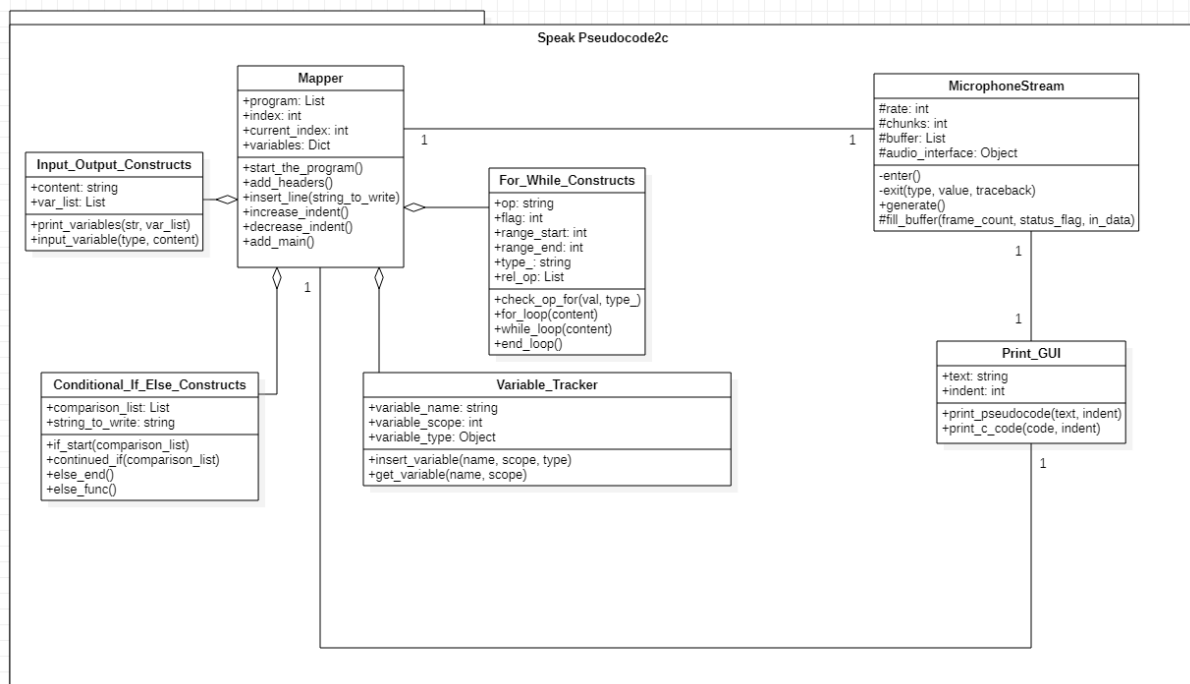 Speak Pseudocode2c
Mapper
+program: List
+index: int
+current_index: int
+variables: Dict
+start_the_program()
+add_headers()
+insert_line(string_to_write)
+increase_indent()
+decrease_indent()
+add_main()
1
1
MicrophoneStream
#rate: int
#chunks: int
#buffer: List
#audio_interface: Object
-enter()
-exit(type, value, traceback)
+generate()
#fill_buffer(frame_count, status_flag, in_data)
Input_Output_Constructs
+content: string
+var_list: List
+print_variables(str, var_list)
+input_variable(type, content)
For_While_Constructs
+op: string
+flag: int
+range_start: int
+range_end: int
+type_: string
+rel_op: List
+check_op_for(val, type_)
+for_loop(content)
+while_loop(content)
+end_loop()
1
1
1
Print_GUI
+text: string
+indent: int
+print_pseudocode(text, indent)
+print_c_code(code, indent)
1
Conditional_If_Else_Constructs
+comparison_list: List
+string_to_write: string
+if_start(comparison_list)
+continued_if(comparison_list)
+else_end()
+else_func()
Variable_Tracker
+variable_name: string
+variable_scope: int
+variable_type: Object
+insert_variable(name, scope, type)
+get_variable(name, scope)